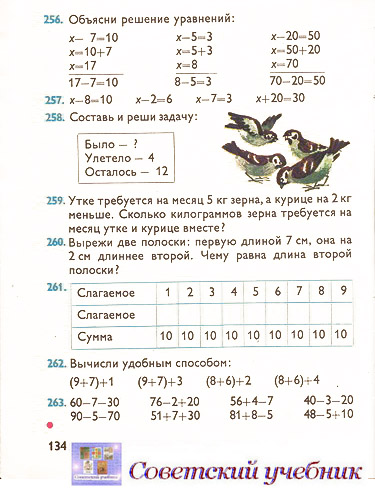 256. Объясни решение уравнений:
x− 7=10 x−5=3 x−20=50
x=10+7 x=5+3 x=50+20
x=17 x=8 x=70
17−7=10 8−5=3 70−20=50
257. x−8=10 x−2=6 x−7=3 x+20=30
258. Составь и реши задачу:
Было — ?
Улетело — 4
Осталось — 12
259. Утке требуется на месяц 5 кг зерна, а курице на 2 кг
меньше. Сколько килограммов зерна требуется на
месяц утке и курице вместе?
260. Вырежи две полоски: первую длиной 7 см, она на
2 см длиннее второй. Чему равна длина второй
полоски?
261. Слагаемое 1 2 3 4 5 6 7 8 9
Слагаемое
Сумма 10 10 10 10 10 10 10 10 10
262. Вычисли удобным способом:
(9+7)+1 (9+7)+3 (8+6)+2 (8+6)+4
263. 60−7−30 76−2+20 56+4−7 40−3−20
90−5−70 51+7+30 81+8−5 48−5+10
134
Советский учебник
Советский учебник